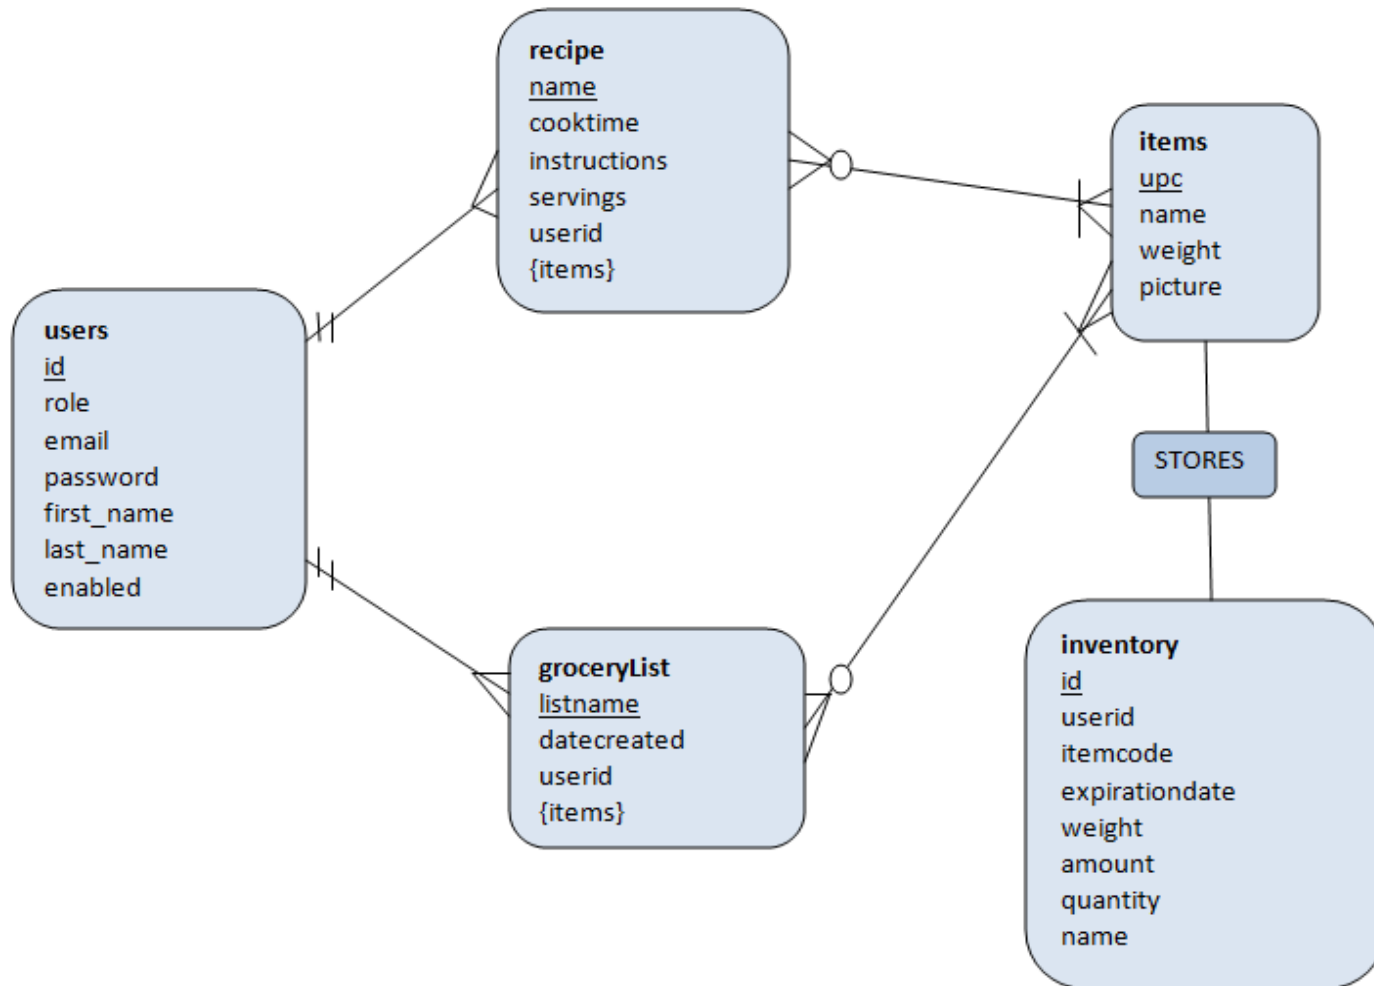 recipe
name
cooktime
instructions
servings
userid
{items}
items
upc
name
weight
picture
users
id
role
email
password
first_name
last_name
enabled
STORES
groceryList
listname
datecreated
userid
{items}
inventory
id
userid
itemcode
expirationdate
weight
amount
quantity
name